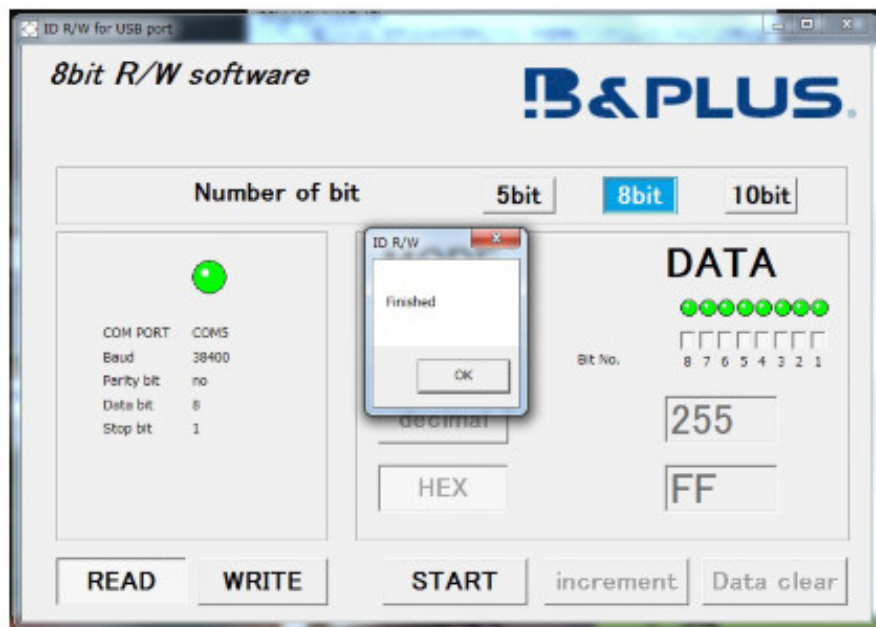 ID R/W for USB port
8bit R/W software
B&PLUS
Number of bit
5bit
8bit
10bit
COM PORT COM5
Baud 38400
Parity bit no
Data bit 8
Stop bit 1
ID R/W
Finished
OK
DATA
Bit No.
8 7 6 5 4 3 2 1
decimal
255
HEX
FF
READ
WRITE
START
increment
Data clear